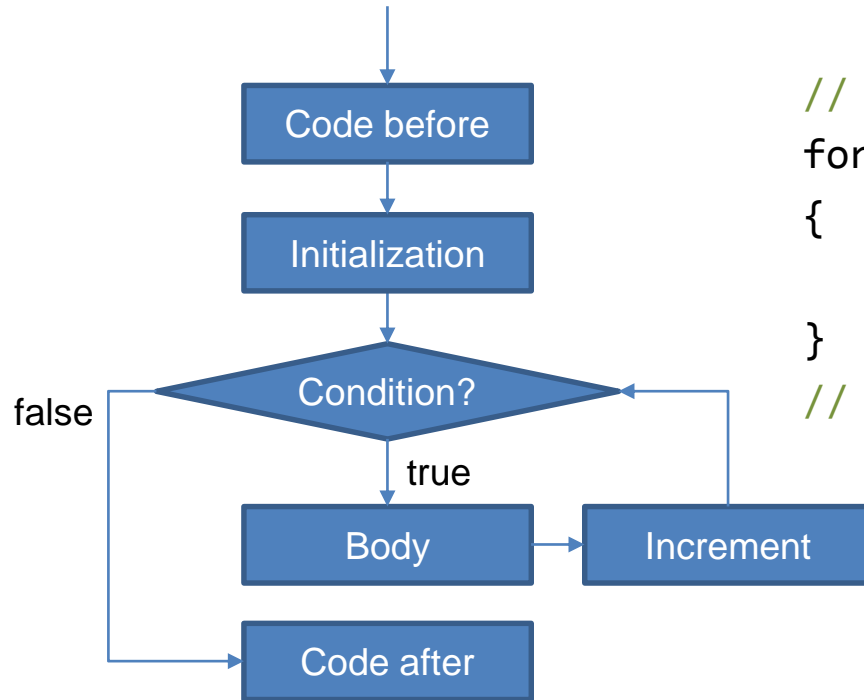 Code before
Initialization
Condition?
false
true
Body
Increment
Code after
//
for
{
}
//